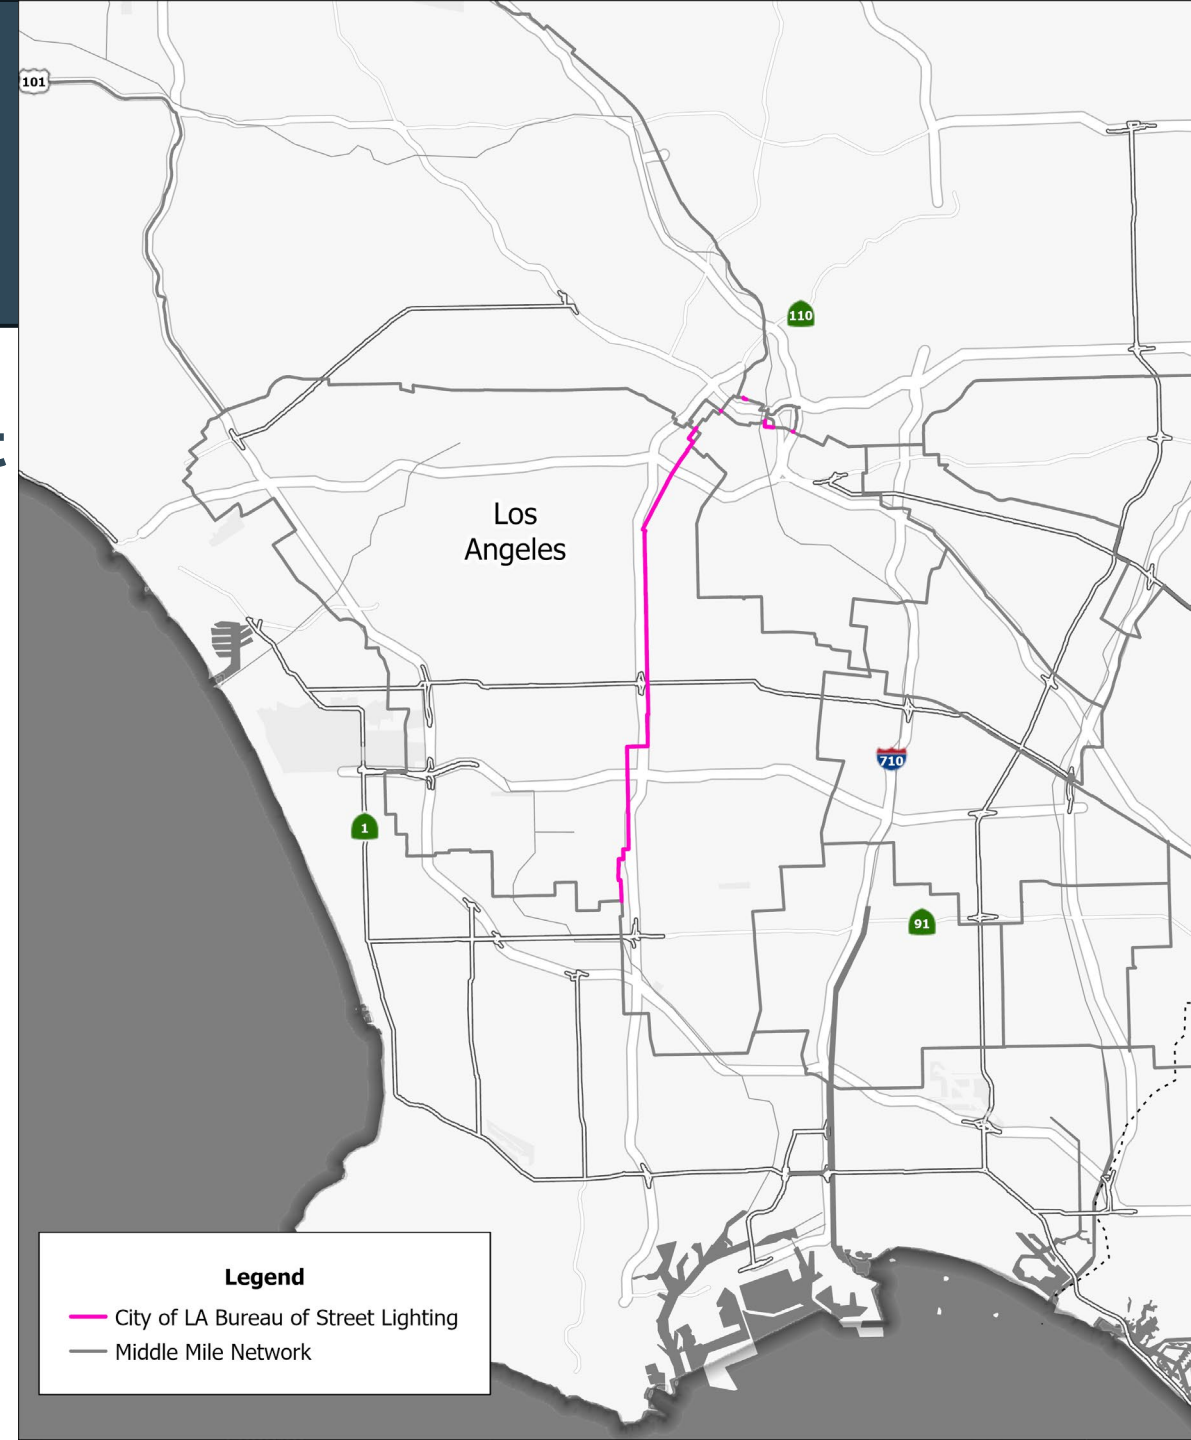 101
110
Los
Angeles
710
1
91
Legend
City of LA Bureau of Street Lighting
Middle Mile Network